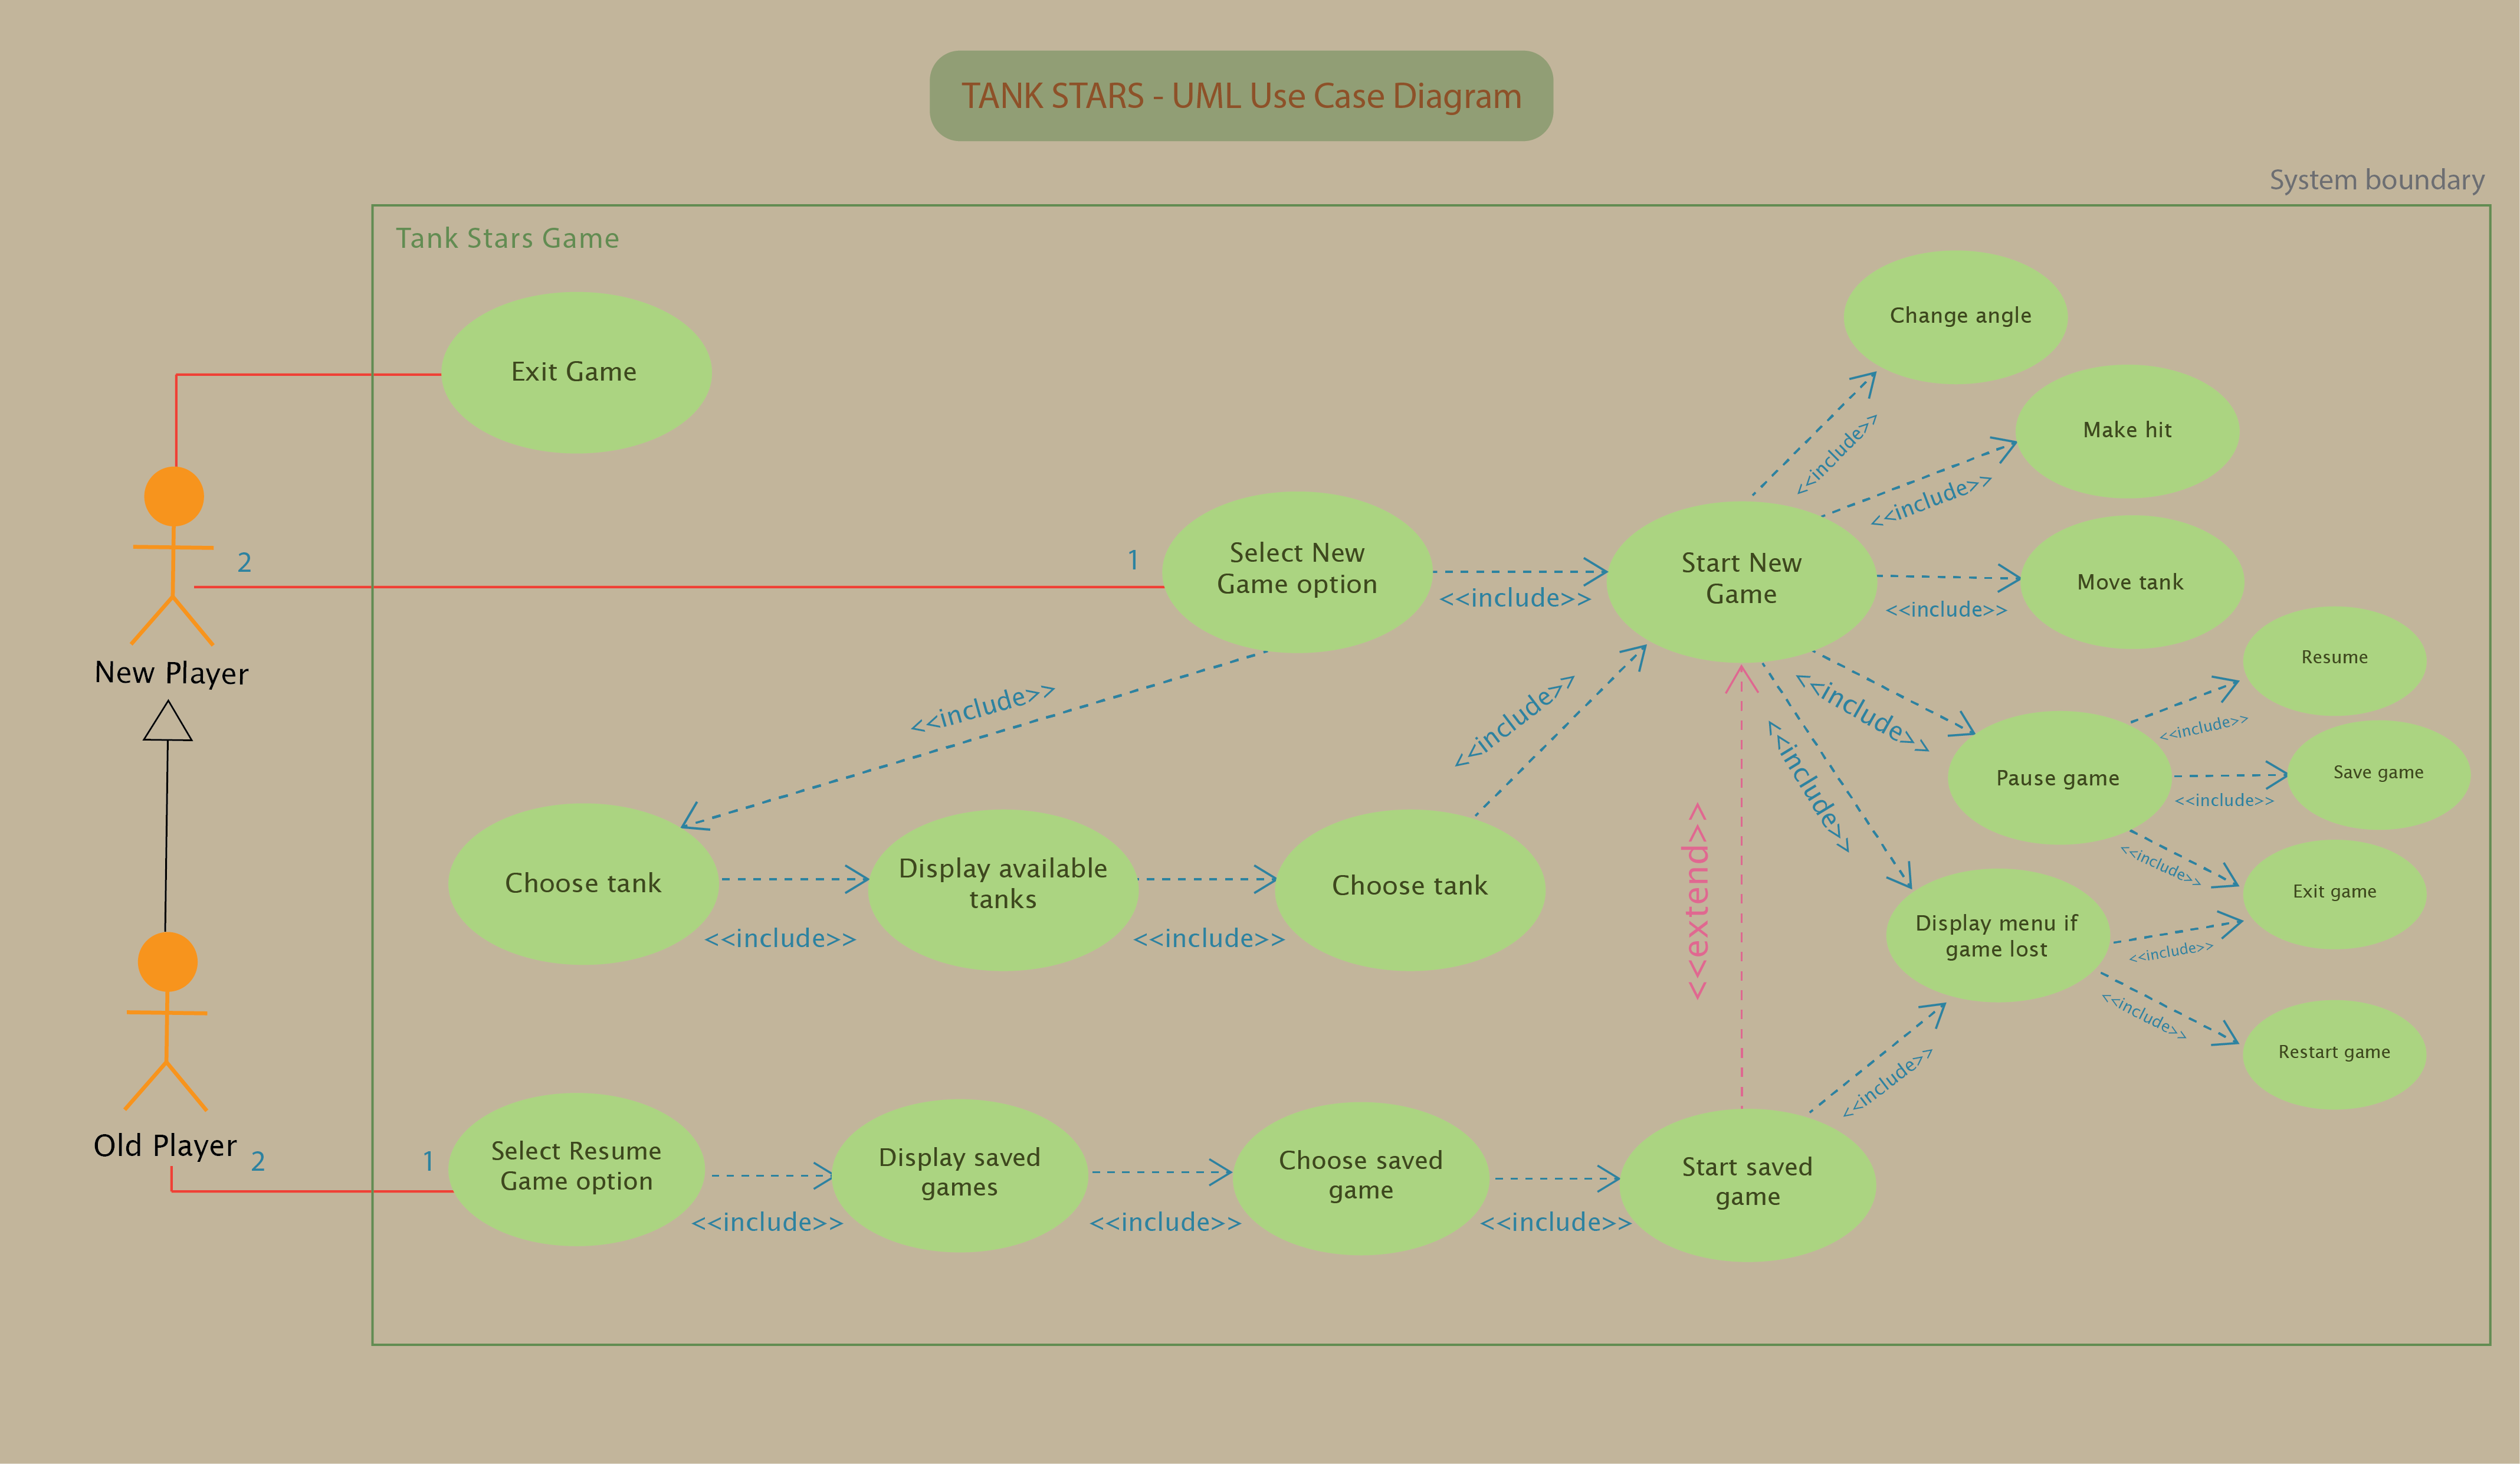 TANK STARS - UML Use Case Diagram
System boundary
Tank Stars Game
Change angle
Exit Game
<<include>>
Make hit
<<include>>
2
1
Select New
Game option
<<include>>
Start New
Game
<<include>>
Move tank
New Player
<<include>>
<<include>>
<<include>>
<<include>>
Resume
<<include>>
Pause game
Save game
<<include>>
<<include>>
Choose tank
<<include>>
Display available
tanks
<<include>>
Choose tank
<<extend>>
Exit game
Display menu if
game lost
<<include>>
<<include>>
Restart game
<<include>>
Old Player
2
1
Select Resume
Game option
<<include>>
Display saved
games
<<include>>
Choose saved
game
<<include>>
Start saved
game